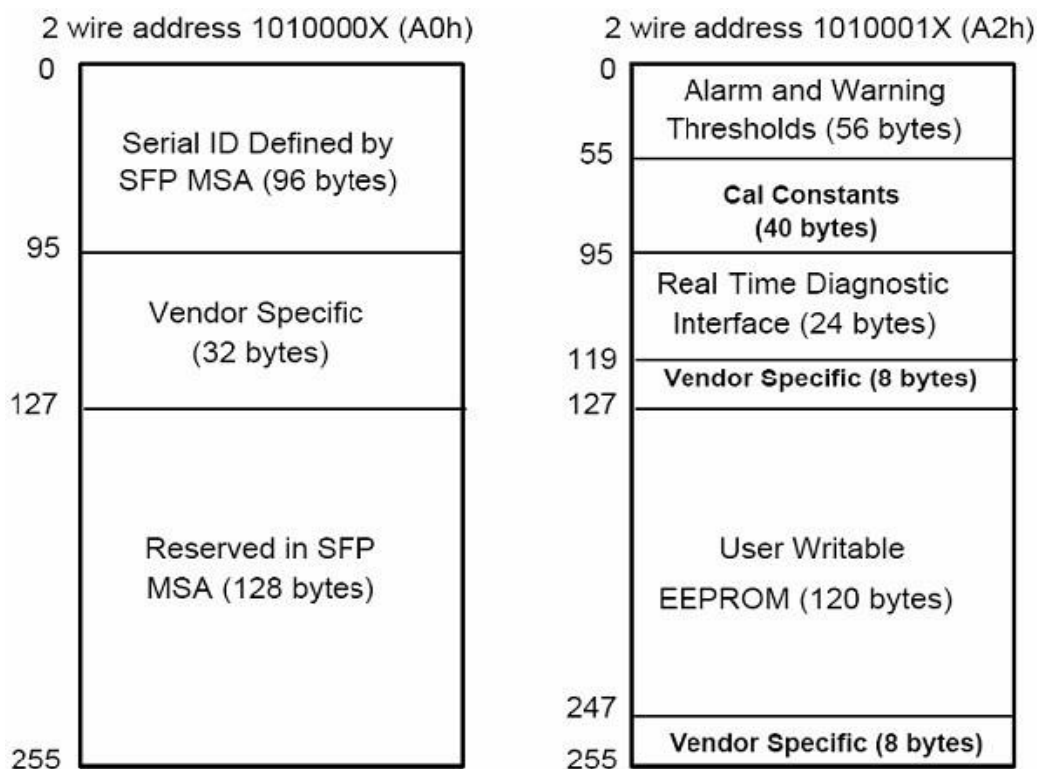 2 wire address 1010000X (A0h)
0
Serial ID Defined by
SFP MSA (96 bytes)
95
Vendor Specific
(32 bytes)
127
Reserved in SFP
MSA (128 bytes)
255
2 wire address 1010001X (A2h)
0
Alarm and Warning
Thresholds (56 bytes)
55
Cal Constants
(40 bytes)
95
Real Time Diagnostic
Interface (24 bytes)
119
Vendor Specific (8 bytes)
127
User Writable
EEPROM (120 bytes)
247
Vendor Specific (8 bytes)
255